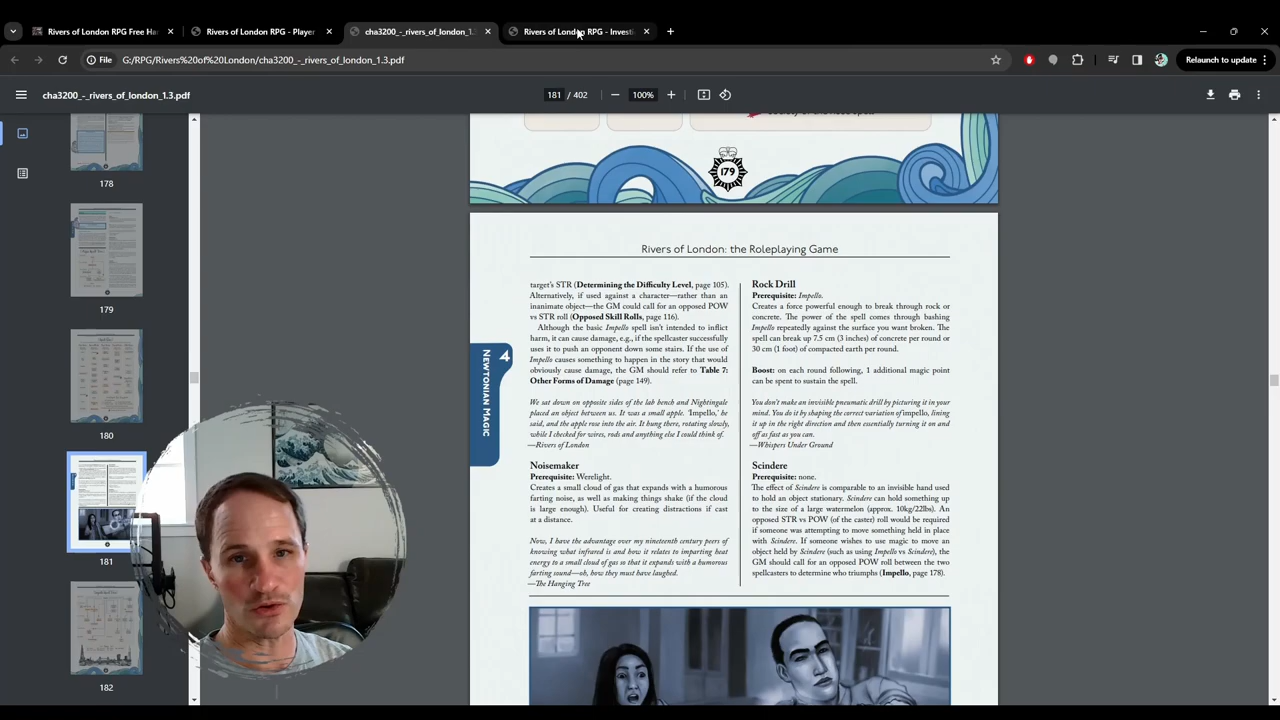 Rivers of London RPG Free Ha
Rivers of London RPG - Player
cha3200_-_rivers_of_london_1.
Rivers of London RPG - Investi
File
G:/RPG/Rivers%20of%20London/cha3200_-_rivers_of_london_1.3.pdf
Relaunch to update
cha3200_-_rivers_of_london_1.3.pdf
181 / 402
100%
178
179
180
181
182
179
Rivers of London: the Roleplaying Game
4
Newtonian Magic
target's STR (Determining the Difficulty Level, page 105).
Alternatively, if used against a character—rather than an
inanimate object—the GM could call for an opposed POW
vs STR roll (Opposed Skill Rolls, page 116).
Although the basic Impello spell isn't intended to inflict
harm, it can cause damage, e.g., if the spellcaster successfully
uses it to push an opponent down some stairs. If the use of
Impello causes something to happen in the story that would
obviously cause damage, the GM should refer to Table 7:
Other Forms of Damage (page 149).
We sat down on opposite sides of the lab bench and Nightingale
placed an object between us. It was a small apple. 'Impello,' he
said, and the apple rose into the air. It hung there, rotating slowly,
while I checked for wires, rods and anything else I could think of.
—Rivers of London
Noisemaker
Prerequisite: Werelight.
Creates a small cloud of gas that expands with a humorous
farting noise, as well as making things shake (if the cloud
is large enough). Useful for creating distractions if cast
at a distance.
Now, I have the advantage over my nineteenth century peers of
knowing what infrared is and how it relates to imparting heat
energy to a small cloud of gas so that it expands with a humorous
farting sound—oh, how they must have laughed.
—The Hanging Tree
Rock Drill
Prerequisite: Impello.
Creates a force powerful enough to break through rock or
concrete. The power of the spell comes through bashing
Impello repeatedly against the surface you want broken. The
spell can break up 7.5 cm (3 inches) of concrete per round or
30 cm (1 foot) of compacted earth per round.
Boost: on each round following, 1 additional magic point
can be spent to sustain the spell.
You don't make an invisible pneumatic drill by picturing it in your
mind. You do it by shaping the correct variation of impello, lining
it up in the right direction and then essentially turning it on and
off as fast as you can.
—Whispers Under Ground
Scindere
Prerequisite: none.
The effect of Scindere is comparable to an invisible hand used
to hold an object stationary. Scindere can hold something up
to the size of a large watermelon (approx. 10kg/22lbs). An
opposed STR vs POW (of the caster) roll would be required
if someone was attempting to move something held in place
with Scindere. If someone wishes to use magic to move an
object held by Scindere (such as using Impello vs Scindere), the
GM should call for an opposed POW roll between the two
spellcasters to determine who triumphs (Impello, page 178).